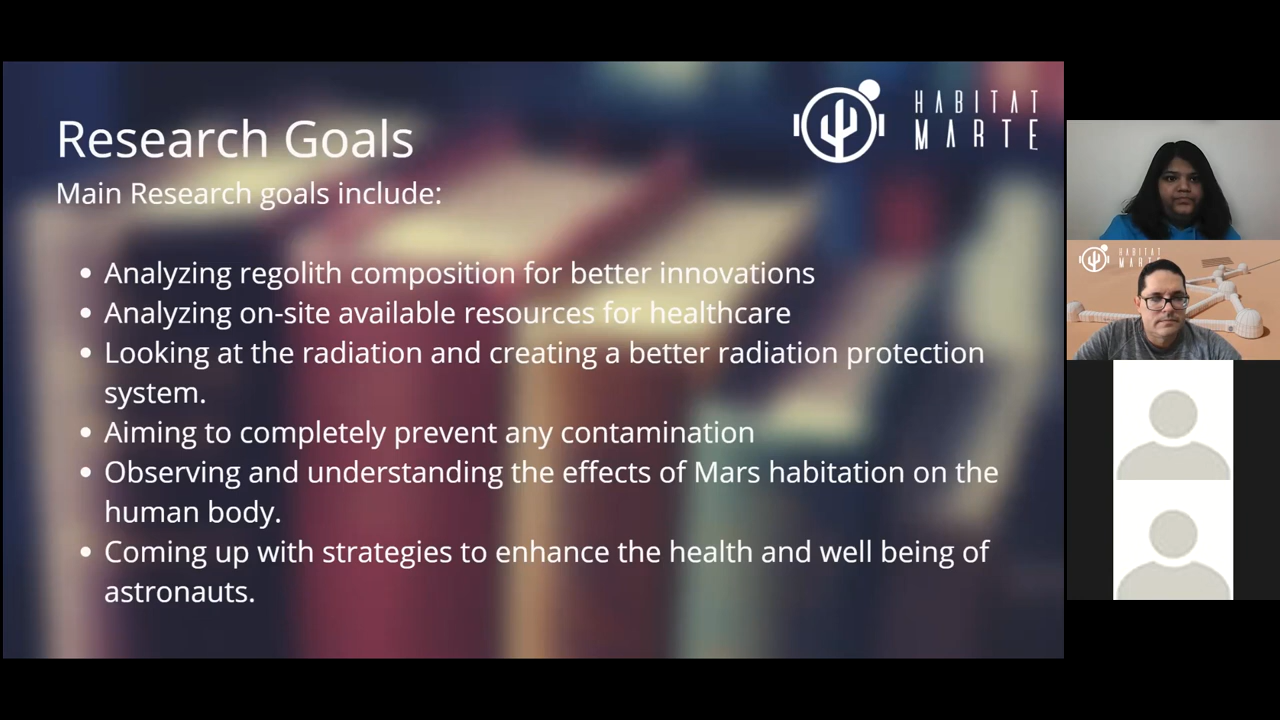 HABITAT
MARTE
Research Goals
Main Research goals include:
Analyzing regolith composition for better innovations
Analyzing on-site available resources for healthcare
Looking at the radiation and creating a better radiation protection
system.
Aiming to completely prevent any contamination
Observing and understanding the effects of Mars habitation on the
human body.
Coming up with strategies to enhance the health and well being of
astronauts.
HABITAT